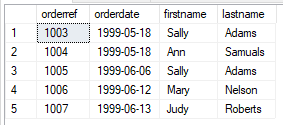 orderref orderdate firstname lastname
1 1003 1999-05-18 Sally Adams
2 1004 1999-05-18 Ann Samuals
3 1005 1999-06-06 Sally Adams
4 1006 1999-06-12 Mary Nelson
5 1007 1999-06-13 Judy Roberts